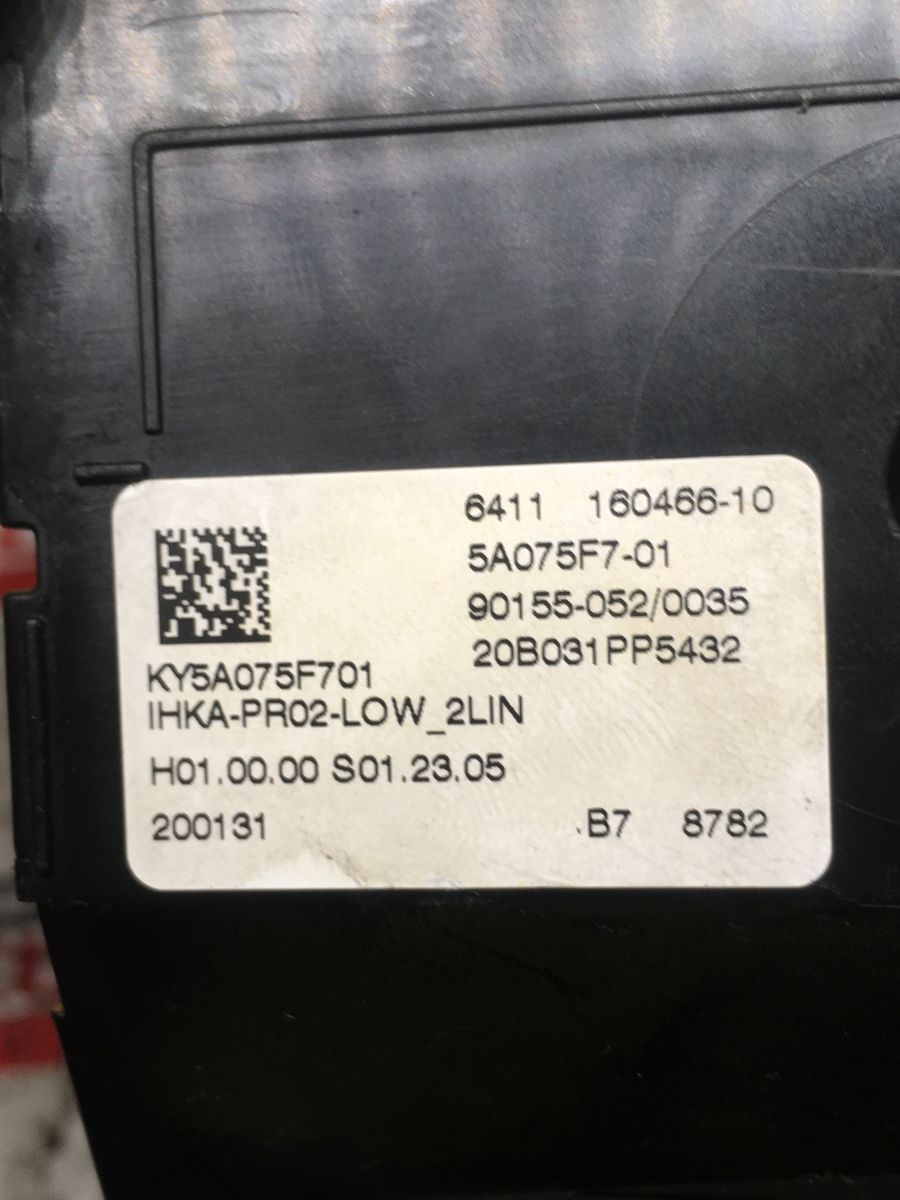 6411 160466-10
5A075F7-01
90155-052/0035
20B031PP5432
KY5A075F701
IHKA-PR02-LOW_2LIN
H01.00.00 S01.23.05
200131 B7 8782